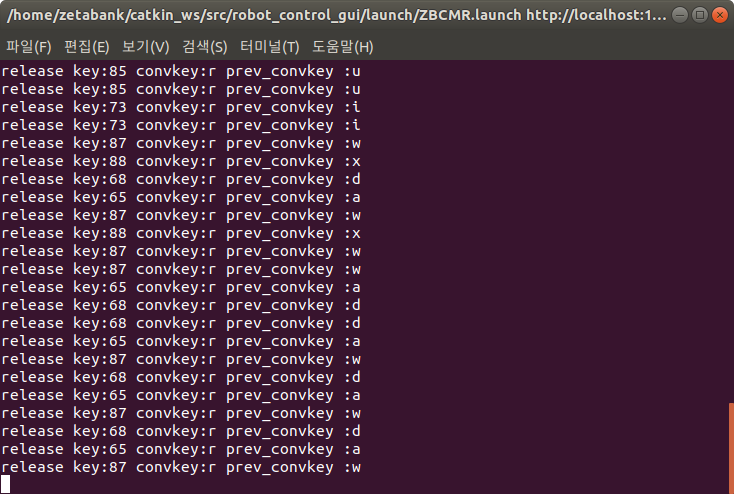 /home/zetabank/catkin_ws/src/robot_control_gui/launch/ZBCMR.launch http://localhost:1...
파일(F) 편집(E) 보기(V) 검색(S) 터미널(T) 도움말(H)
release key:85 convkey:r prev_convkey :u
release key:85 convkey:r prev_convkey :u
release key:73 convkey:r prev_convkey :i
release key:73 convkey:r prev_convkey :i
release key:87 convkey:r prev_convkey :w
release key:88 convkey:r prev_convkey :x
release key:68 convkey:r prev_convkey :d
release key:65 convkey:r prev_convkey :a
release key:87 convkey:r prev_convkey :w
release key:88 convkey:r prev_convkey :x
release key:87 convkey:r prev_convkey :w
release key:87 convkey:r prev_convkey :w
release key:65 convkey:r prev_convkey :a
release key:68 convkey:r prev_convkey :d
release key:68 convkey:r prev_convkey :d
release key:65 convkey:r prev_convkey :a
release key:87 convkey:r prev_convkey :w
release key:68 convkey:r prev_convkey :d
release key:65 convkey:r prev_convkey :a
release key:87 convkey:r prev_convkey :w
release key:68 convkey:r prev_convkey :d
release key:65 convkey:r prev_convkey :a
release key:87 convkey:r prev_convkey :w